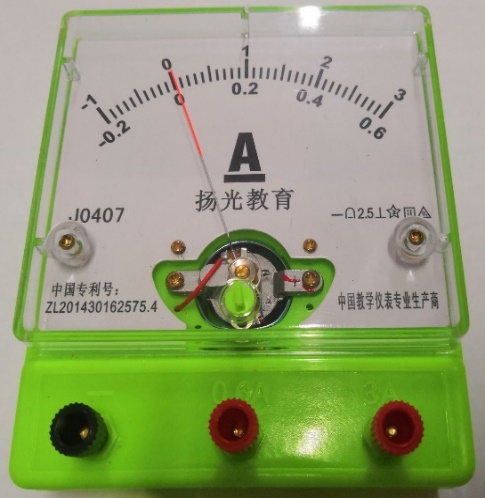 -1 0 1 2 3
-0.2 0 0.2 0.4 0.6
A
扬光教育
J0407
2.5
中国专利号:
ZL201430162575.4
中国教学仪表专业生产商
- 0.6A 3A